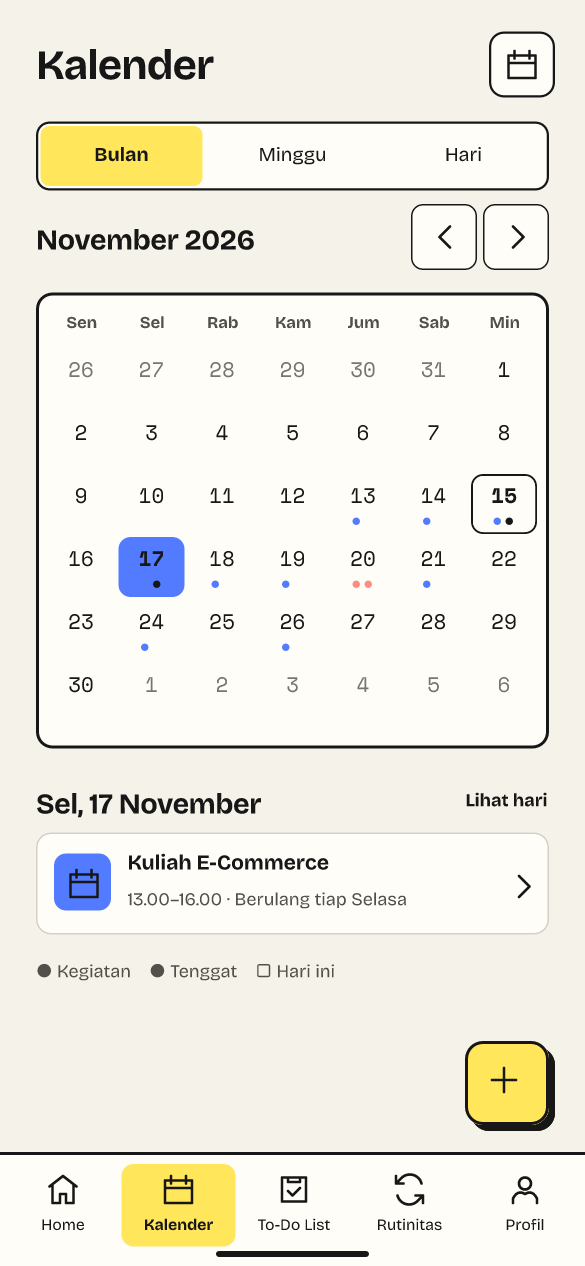 Kalender
Bulan Minggu Hari
November 2026
Sen Sel Rab Kam Jum Sab Min
26 27 28 29 30 31 1
2 3 4 5 6 7 8
9 10 11 12 13 14 15
16 17 18 19 20 21 22
23 24 25 26 27 28 29
30 1 2 3 4 5 6
Sel, 17 November Lihat hari
Kuliah E-Commerce
13.00–16.00 · Berulang tiap Selasa
Kegiatan Tenggat Hari ini
Home Kalender To-Do List Rutinitas Profil